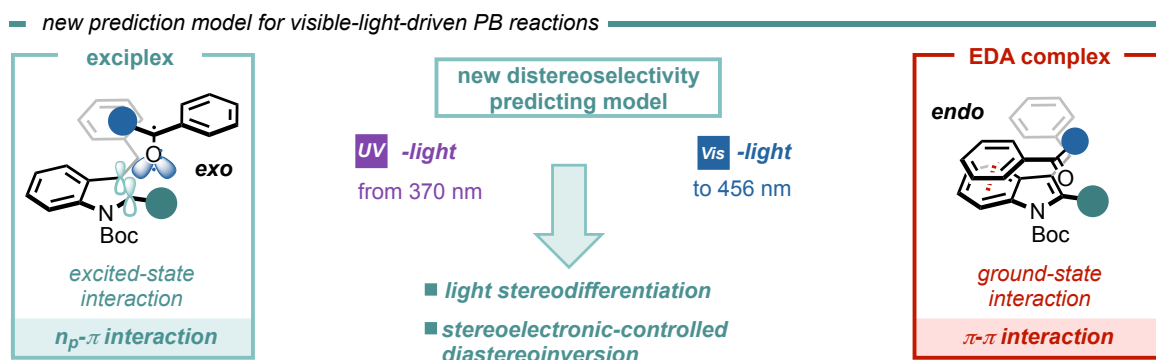 new prediction model for visible-light-driven PB reactions
exciplex
exo
O
N
Boc
excited-state
interaction
np-π interaction
new distereoselectivity
predicting model
UV -light
from 370 nm
Vis -light
to 456 nm
■ light stereodifferentiation
■ stereoelectronic-controlled
diastereoinversion
EDA complex
endo
O
N
Boc
ground-state
interaction
π-π interaction